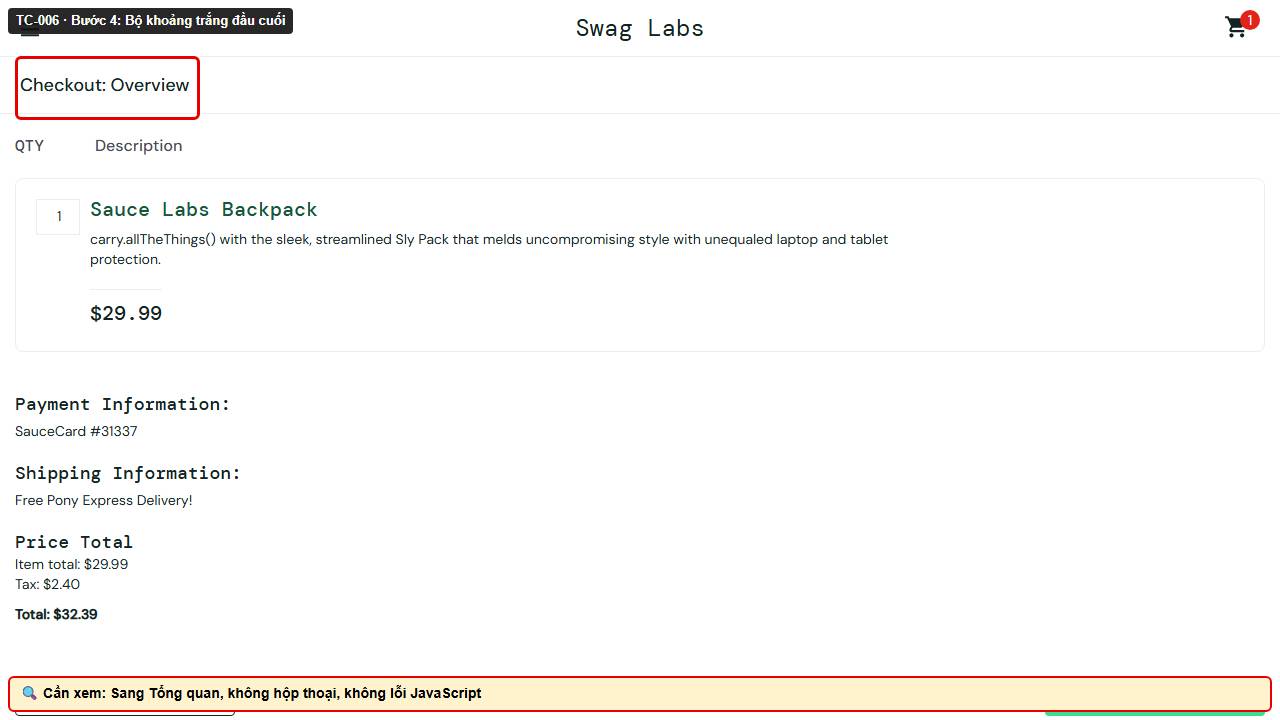 TC-006 · Bước 4: Bộ khoảng trắng đầu cuối
Swag Labs
1
Checkout: Overview
QTY Description
1
Sauce Labs Backpack
carry.allTheThings() with the sleek, streamlined Sly Pack that melds uncompromising style with unequaled laptop and tablet
protection.
$29.99
Payment Information:
SauceCard #31337
Shipping Information:
Free Pony Express Delivery!
Price Total
Item total: $29.99
Tax: $2.40
Total: $32.39
Cần xem: Sang Tổng quan, không hộp thoại, không lỗi JavaScript